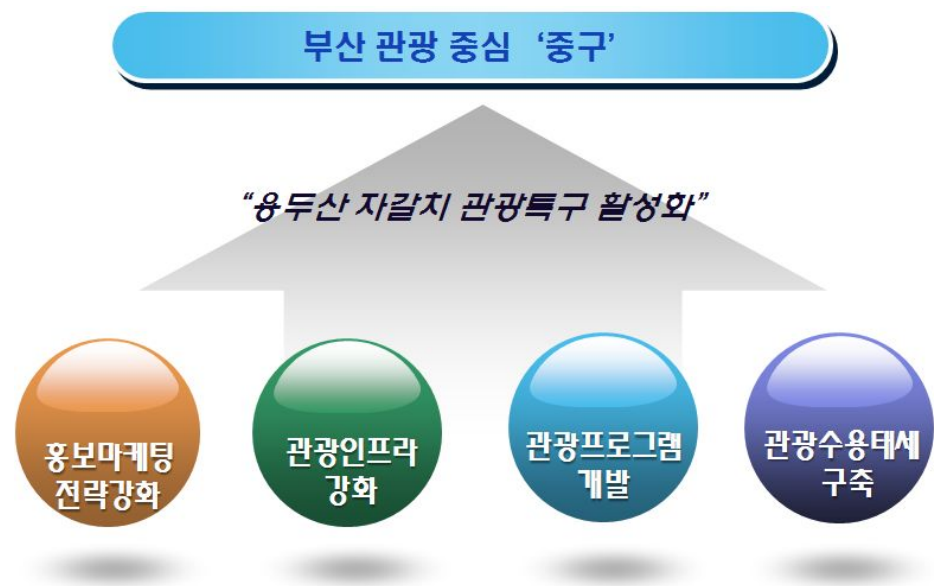 부산 관광 중심 ‘중구’
“용두산 자갈치 관광특구 활성화”
홍보마케팅
전략강화
관광인프라
강화
관광프로그램
개발
관광수용태세
구축